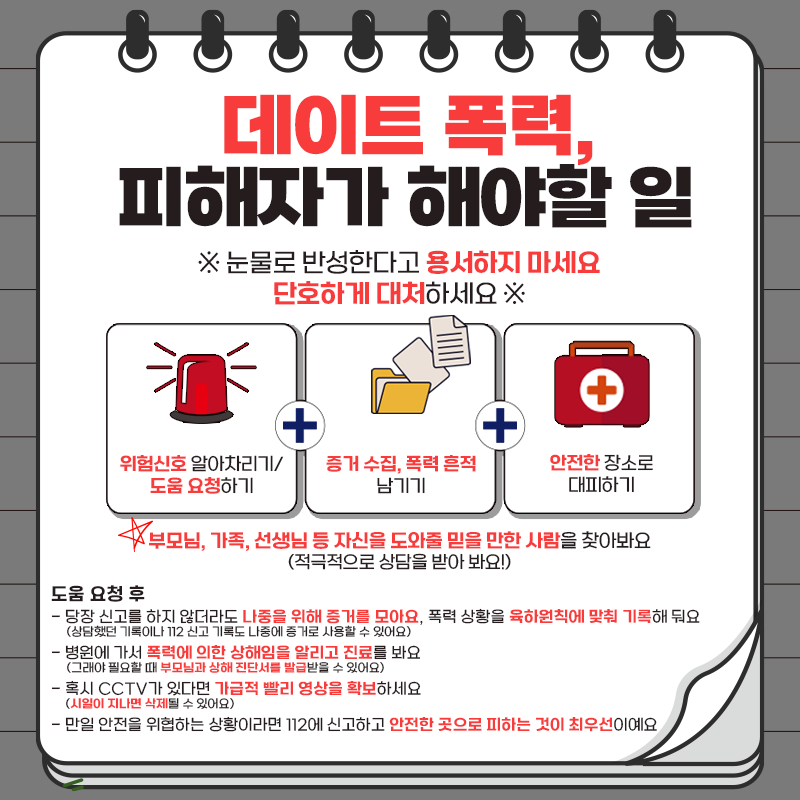 데이트 폭력,
피해자가 해야할 일
※ 눈물로 반성한다고 용서하지 마세요
단호하게 대처하세요 ※
위험신호 알아차리기/
도움 요청하기
증거 수집, 폭력 흔적
남기기
안전한 장소로
대피하기
부모님, 가족, 선생님 등 자신을 도와줄 믿을 만한 사람을 찾아봐요
(적극적으로 상담을 받아 봐요!)
도움 요청 후
- 당장 신고를 하지 않더라도 나중을 위해 증거를 모아요, 폭력 상황을 육하원칙에 맞춰 기록해 둬요
(상담했던 기록이나 112 신고 기록도 나중에 증거로 사용할 수 있어요)
- 병원에 가서 폭력에 의한 상해임을 알리고 진료를 봐요
(그래야 필요할 때 부모님과 상해 진단서를 발급받을 수 있어요)
- 혹시 CCTV가 있다면 가급적 빨리 영상을 확보하세요
(시일이 지나면 삭제될 수 있어요)
- 만일 안전을 위협하는 상황이라면 112에 신고하고 안전한 곳으로 피하는 것이 최우선이예요